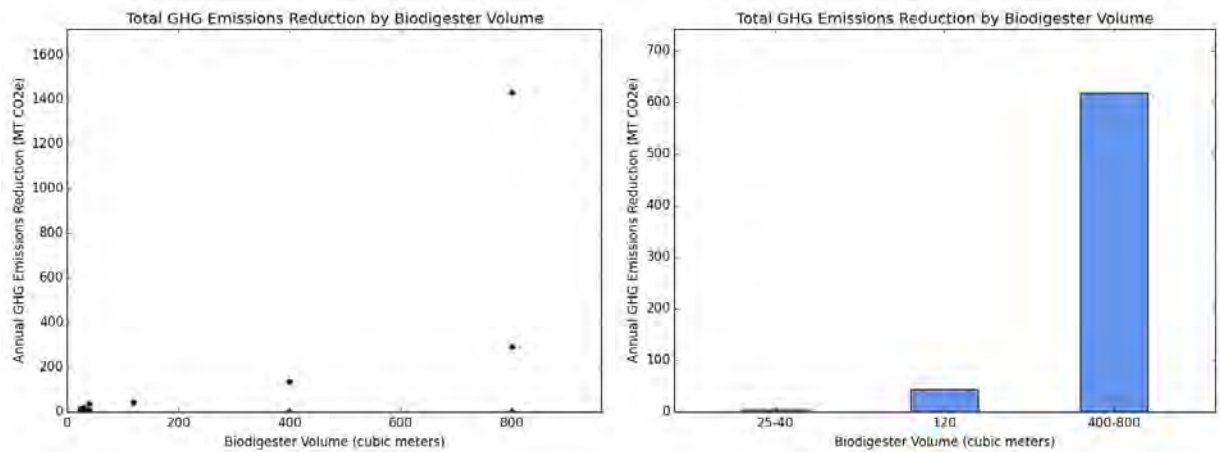 Total GHG Emissions Reduction by Biodigester Volume
Annual GHG Emissions Reduction (MT CO2e)
1600
1400
1200
1000
800
600
400
200
0
0 200 400 600 800
Biodigester Volume (cubic meters)
Total GHG Emissions Reduction by Biodigester Volume
Annual GHG Emissions Reduction (MT CO2e)
700
600
500
400
300
200
100
0
25-40 120 400-800
Biodigester Volume (cubic meters)